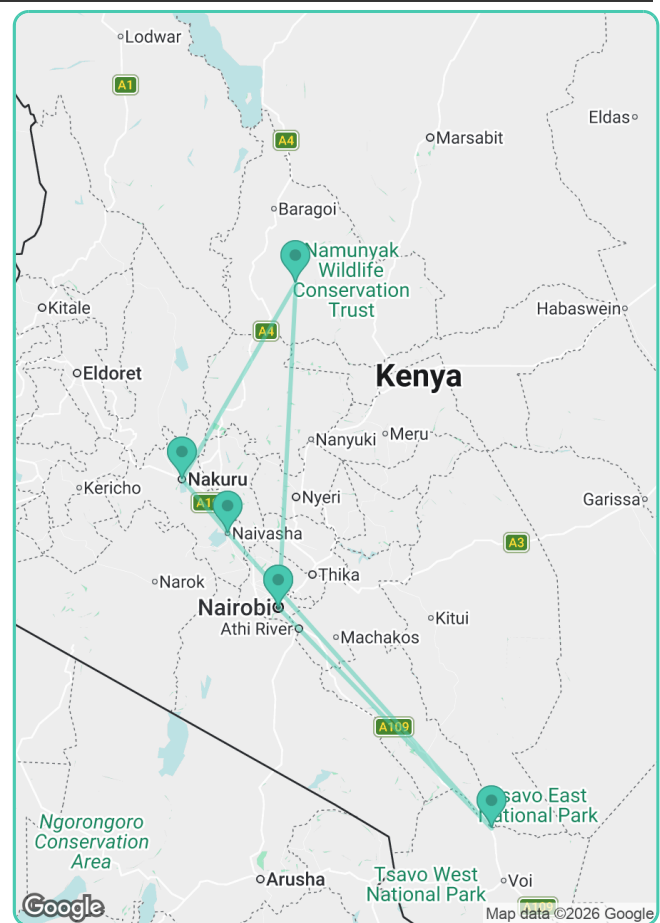 Lodwar
A1
Eldas
Marsabit
A4
Baragoi
Namunyak
Wildlife
Conservation
Trust
Kitale
Habaswein
A4
Eldoret
Kenya
Nanyuki
Meru
Nakuru
Kericho
Nyeri
Garissa
Naivasha
A3
Narok
Thika
Nairobi
Kitui
Athi River
Machakos
A109
East
National Park
Ngorongoro
Conservation
Area
Arusha
Tsavo West
National Park
Voi
A109
Google
Map data ©2026 Google